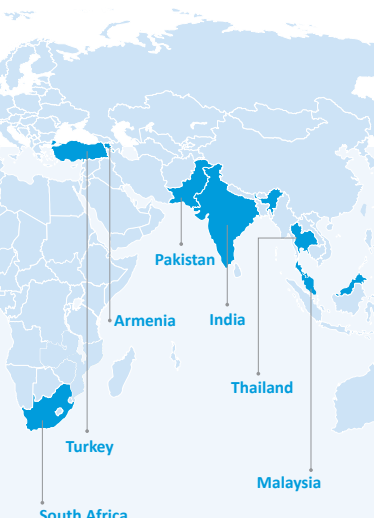 Pakistan
Armenia
India
Thailand
Turkey
Malaysia
South Africa